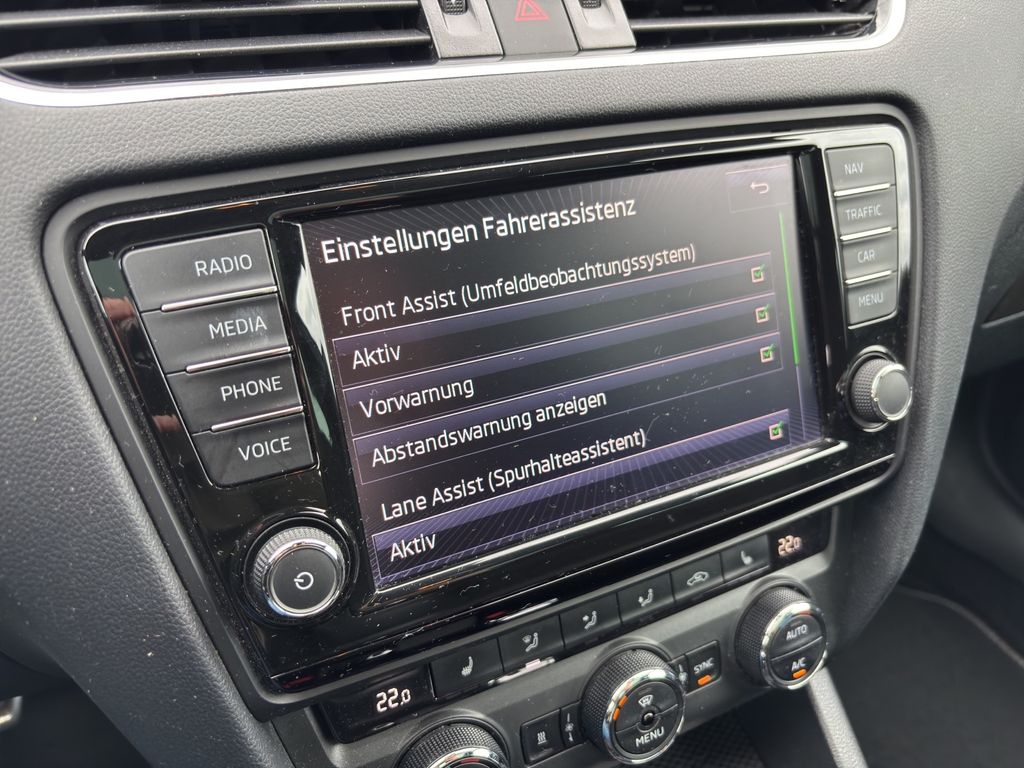 RADIO
MEDIA
PHONE
VOICE
Einstellungen Fahrerassistenz
Front Assist (Umfeldbeobachtungssystem)
Aktiv
Vorwarnung
Abstandswarnung anzeigen
Lane Assist (Spurhalteassistent)
Aktiv
NAV
TRAFFIC
CAR
MENU
22.0
22.0
MENU
SYNC
AUTO
A/C